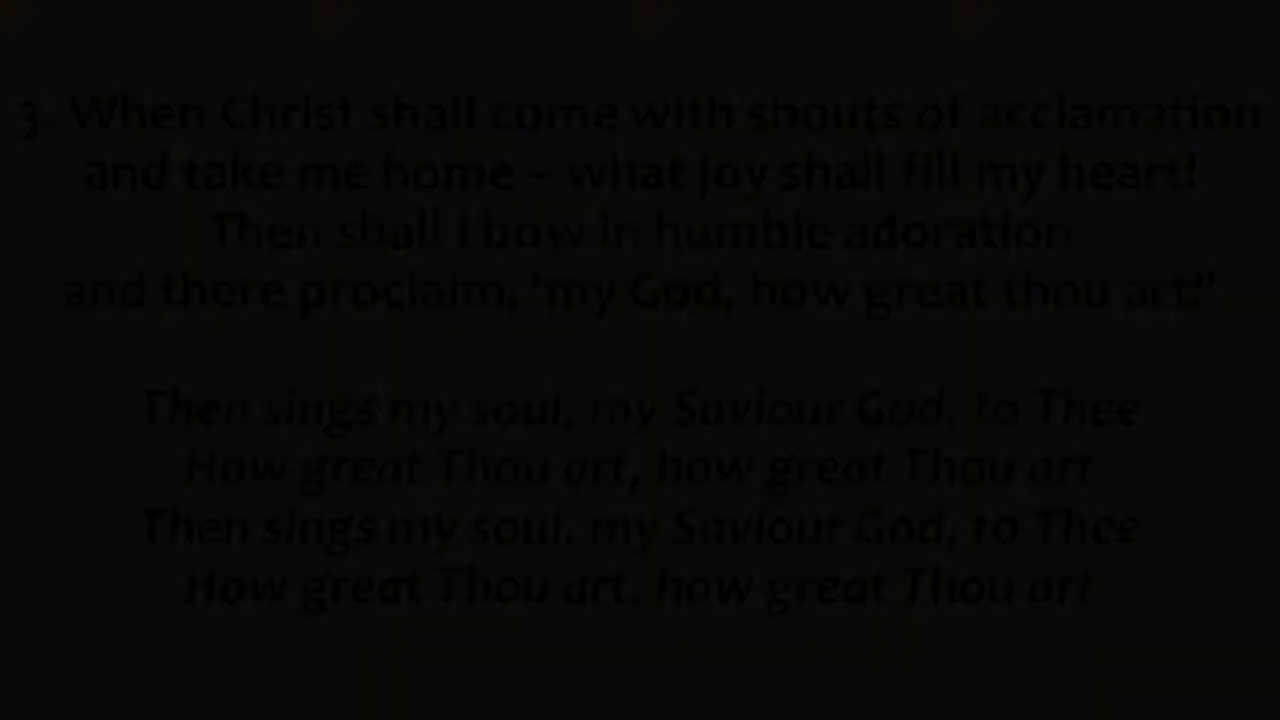 3. When Christ shall come with shouts of acclamation
and take me home – what joy shall fill my heart!
Then shall I bow in humble adoration
and there proclaim, 'my God, how great thou art!'
Then sings my soul, my Saviour God, to Thee
How great Thou art, how great Thou art
Then sings my soul, my Saviour God, to Thee
How great Thou art, how great Thou art